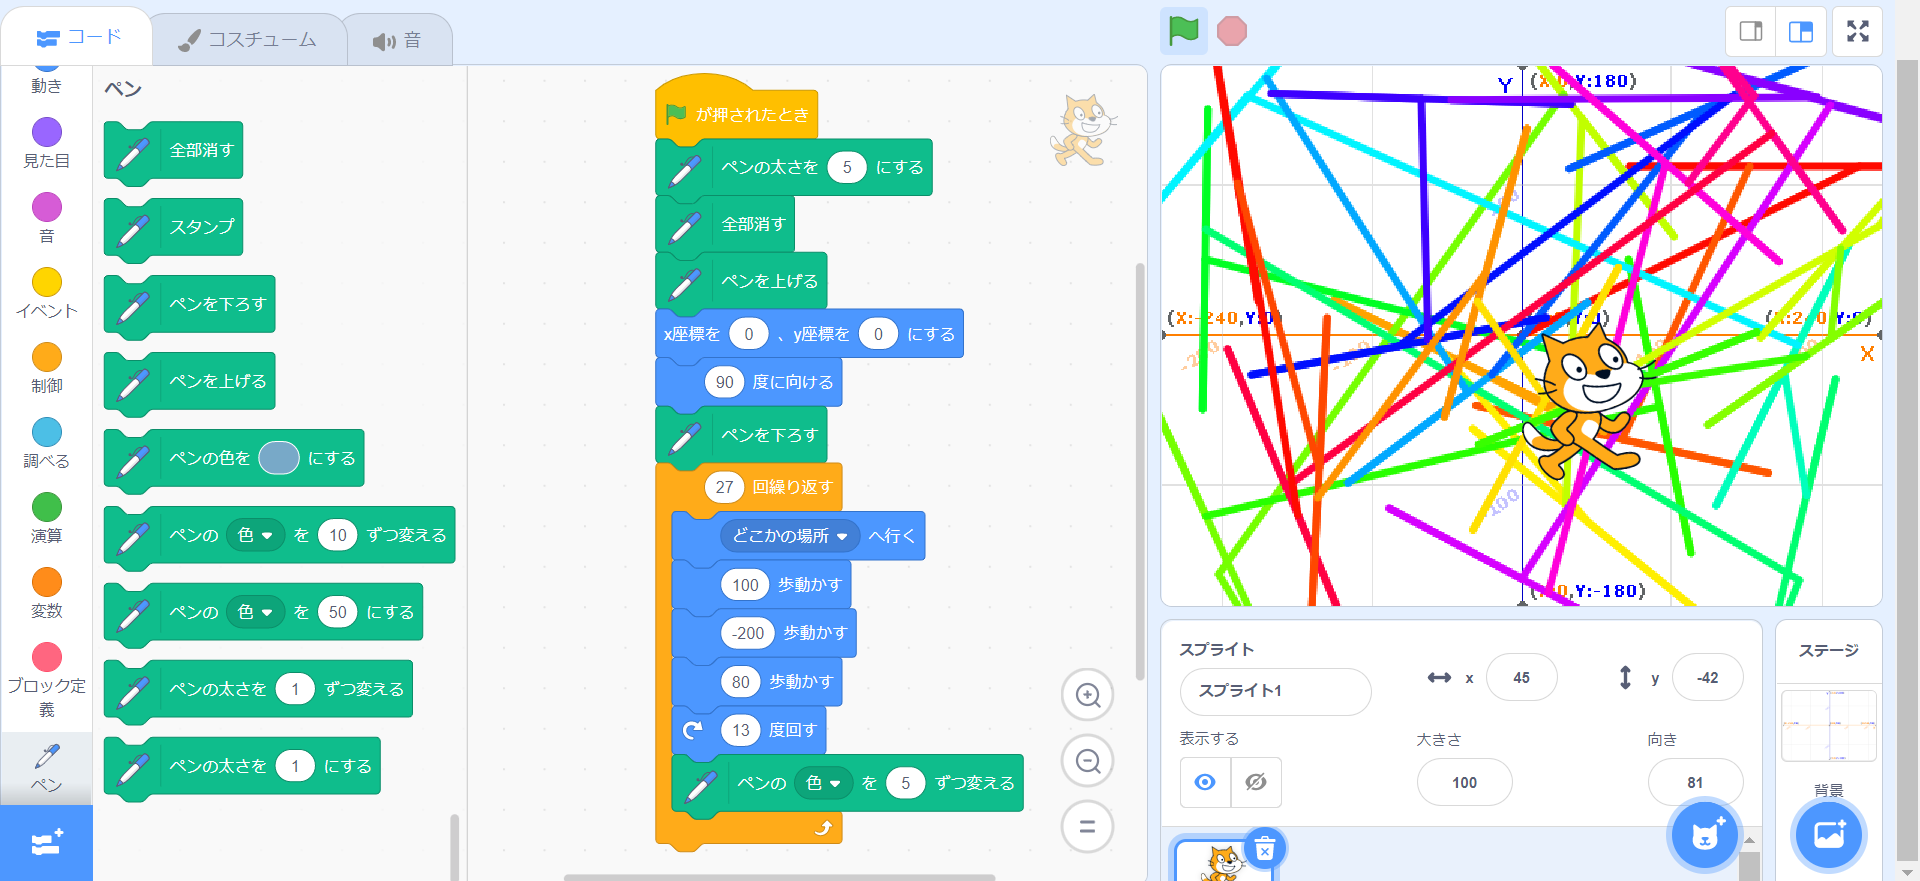 コード
コスチューム
音
動き
見た目
音
イベント
制御
調べる
演算
変数
ブロック定
義
ペン
ペン
全部消す
スタンプ
ペンを下ろす
ペンを上げる
ペンの色を にする
ペンの 色 を 10 ずつ変える
ペンの 色 を 50 にする
ペンの太さを 1 ずつ変える
ペンの太さを 1 にする
が押されたとき
ペンの太さを 5 にする
全部消す
ペンを上げる
x座標を 0 、y座標を 0 にする
90 度に向ける
ペンを下ろす
27 回繰り返す
どこかの場所 へ行く
100 歩動かす
-200 歩動かす
80 歩動かす
13 度回す
ペンの 色 を 5 ずつ変える
Y
Y:180)
(X:-240,Y:0)
X
-100
Y:-180)
スプライト
スプライト1
x 45
y -42
表示する
大きさ
向き
100
81
ステージ
背景